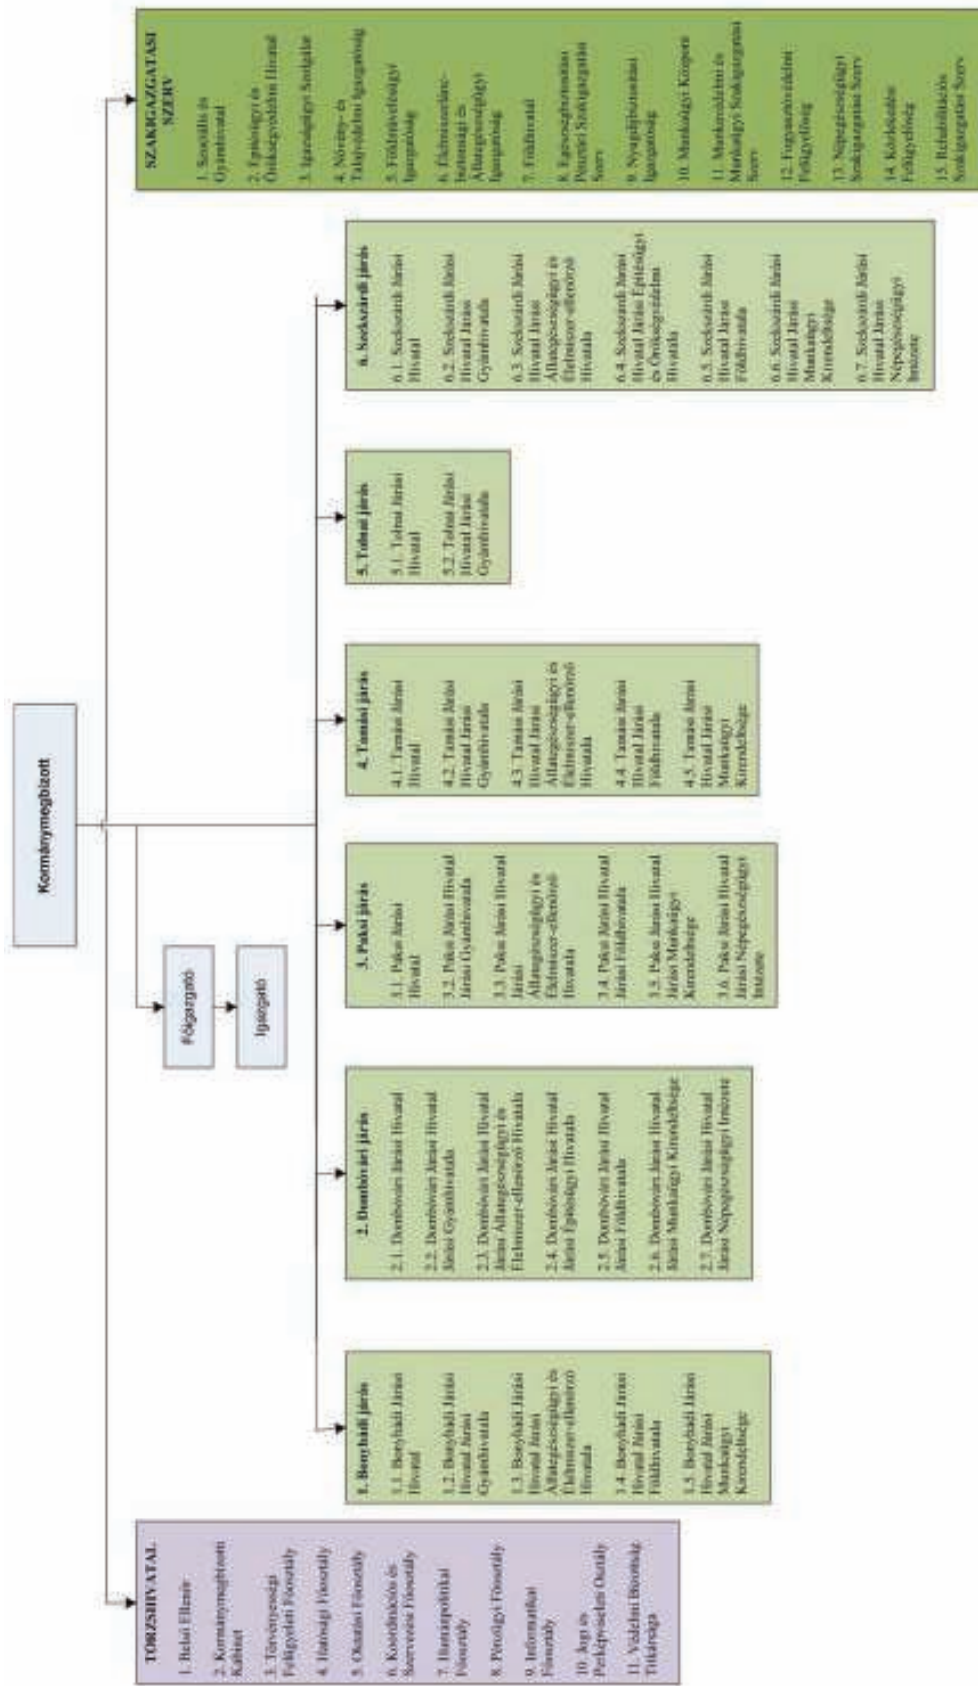 Kormánymegbízott
Főigazgató
Igazgató
TÖRZSHIVATAL
1. Belső Ellenőr
2. Kormánymegbízotti
Kabinet
3. Törvényességi
Felügyeleti Főosztály
4. Hatósági Főosztály
5. Oktatási Főosztály
6. Koordinációs és
Szervezési Főosztály
7. Humánpolitikai
Főosztály
8. Pénzügyi Főosztály
9. Informatikai
Főosztály
10. Jogi és
Perképviseleti Osztály
11. Védelmi Bizottság
Titkársága
1. Bonyhádi járás
1.1. Bonyhádi Járási
Hivatal
1.2. Bonyhádi Járási
Hivatal Járási
Gyámhivatala
1.3. Bonyhádi Járási
Hivatal Járási
Állategészségügyi és
Élelmiszer-ellenőrző
Hivatala
1.4. Bonyhádi Járási
Hivatal Járási
Földhivatala
1.5. Bonyhádi Járási
Hivatal Járási
Munkaügyi
Kirendeltsége
2. Dombóvári járás
2.1. Dombóvári Járási Hivatal
2.2. Dombóvári Járási Hivatal
Járási Gyámhivatala
2.3. Dombóvári Járási Hivatal
Járási Állategészségügyi és
Élelmiszer-ellenőrző Hivatala
2.4. Dombóvári Járási Hivatal
Járási Építésügyi Hivatala
2.5. Dombóvári Járási Hivatal
Járási Földhivatala
2.6. Dombóvári Járási Hivatal
Járási Munkaügyi Kirendeltsége
2.7. Dombóvári Járási Hivatal
Járási Népegészségügyi Intézete
3. Paksi járás
3.1. Paksi Járási
Hivatal
3.2. Paksi Járási Hivatal
Járási Gyámhivatala
3.3. Paksi Járási Hivatal
Járási
Állategészségügyi és
Élelmiszer-ellenőrző
Hivatala
3.4. Paksi Járási Hivatal
Járási Földhivatala
3.5. Paksi Járási Hivatal
Járási Munkaügyi
Kirendeltsége
3.6. Paksi Járási Hivatal
Járási Népegészségügyi
Intézete
4. Tamási járás
4.1. Tamási Járási
Hivatal
4.2. Tamási Járási
Hivatal Járási
Gyámhivatala
4.3. Tamási Járási
Hivatal Járási
Állategészségügyi és
Élelmiszer-ellenőrző
Hivatala
4.4. Tamási Járási
Hivatal Járási
Földhivatala
4.5. Tamási Járási
Hivatal Járási
Munkaügyi
Kirendeltsége
5. Tolnai járás
5.1. Tolnai Járási
Hivatal
5.2. Tolnai Járási
Hivatal Járási
Gyámhivatala
6. Szekszárdi járás
6.1. Szekszárdi Járási
Hivatal
6.2. Szekszárdi Járási
Hivatal Járási
Gyámhivatala
6.3. Szekszárdi Járási
Hivatal Járási
Állategészségügyi és
Élelmiszer-ellenőrző
Hivatala
6.4. Szekszárdi Járási
Hivatal Járási Építésügyi
és Örökségvédelmi
Hivatala
6.5. Szekszárdi Járási
Hivatal Járási
Földhivatala
6.6. Szekszárdi Járási
Hivatal Járási
Munkaügyi
Kirendeltsége
6.7. Szekszárdi Járási
Hivatal Járási
Népegészségügyi
Intézete
SZAKIGAZGATÁSI
SZERV
1. Szociális és
Gyámhivatal
2. Építésügyi és
Örökségvédelmi Hivatal
3. Igazságügyi Szolgálat
4. Növény- és
Talajvédelmi Igazgatóság
5. Földművelésügyi
Igazgatóság
6. Élelmiszerlánc-
biztonsági és
Állategészségügyi
Igazgatóság
7. Földhivatal
8. Egészségbiztosítási
Pénztári Szakigazgatási
Szerv
9. Nyugdíjbiztosítási
Igazgatóság
10. Munkaügyi Központ
11. Munkavédelmi és
Munkaügyi Szakigazgatási
Szerv
12. Fogyasztóvédelmi
Felügyelőség
13. Népegészségügyi
Szakigazgatási Szerv
14. Közlekedési
Felügyelőség
15. Rehabilitációs
Szakigazgatási Szerv